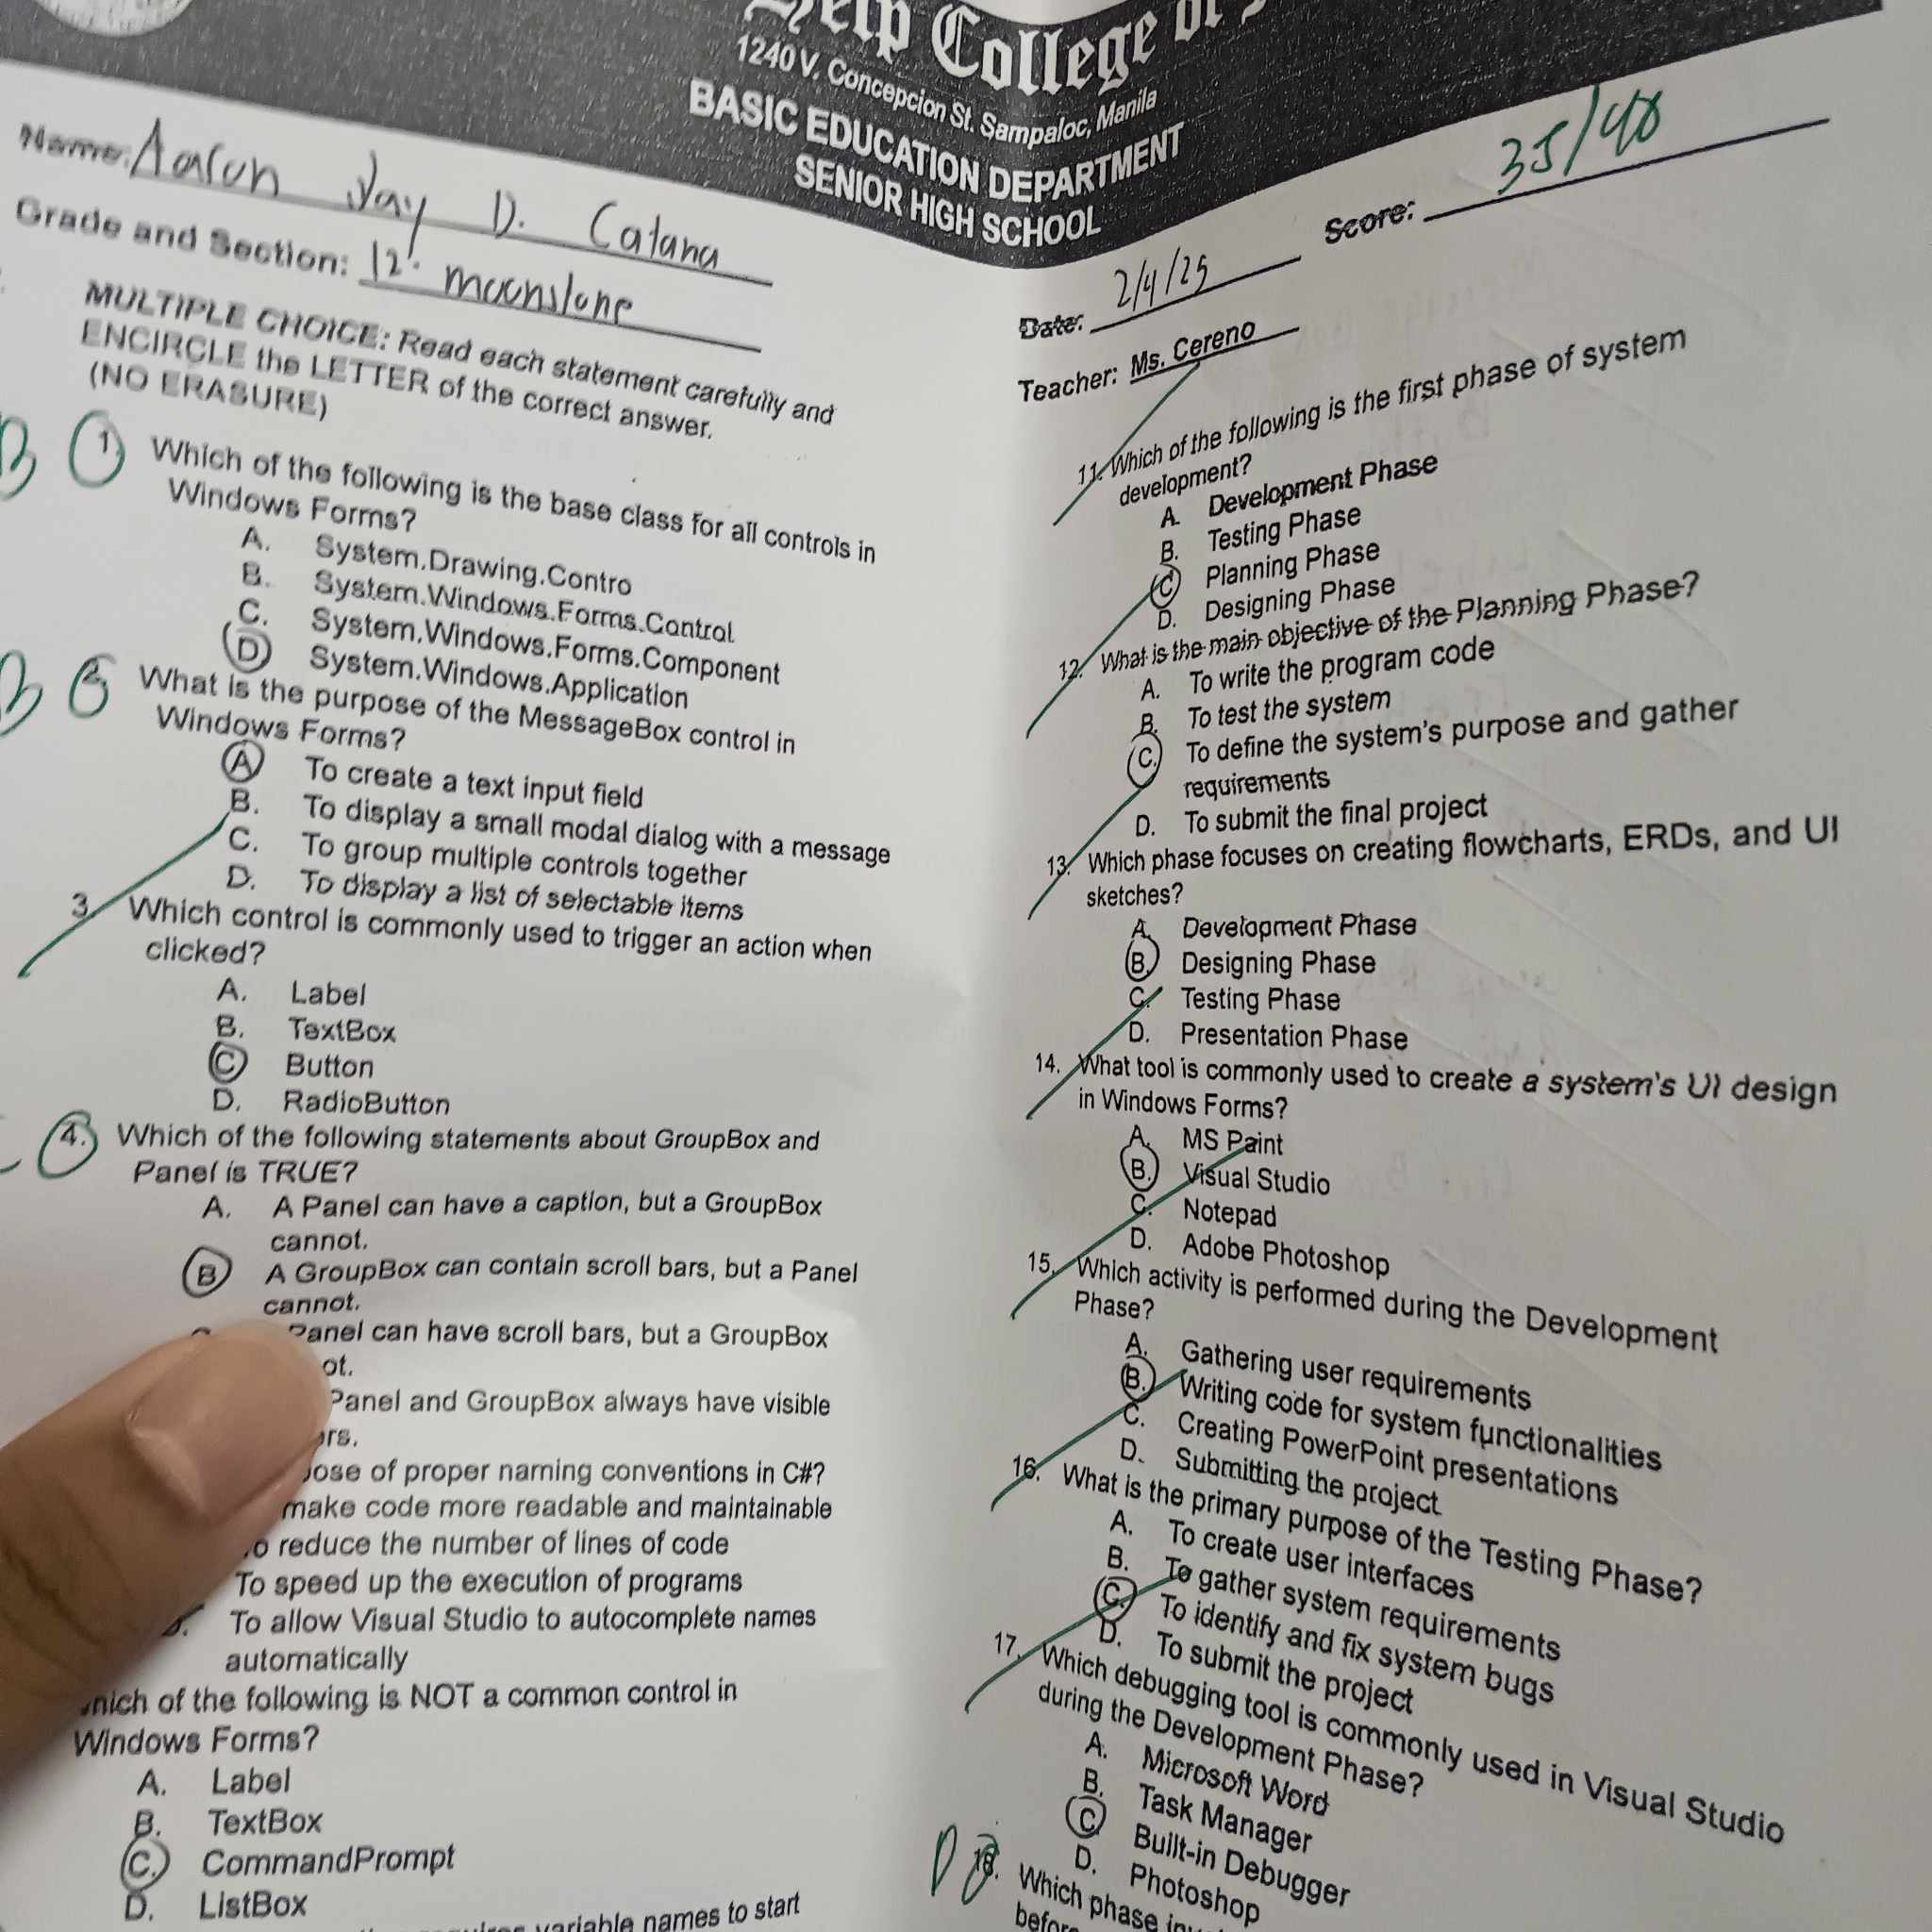 Help College of
1240 V. Concepcion St. Sampaloc, Manila
BASIC EDUCATION DEPARTMENT
SENIOR HIGH SCHOOL
Name: Aaron Jay D. Catana
Grade and Section: 12 moonstone
Score: 35/40
Date: 2/4/25
Teacher: Ms. Cereno
MULTIPLE CHOICE: Read each statement carefully and
ENCIRCLE the LETTER of the correct answer.
(NO ERASURE)
B 1. Which of the following is the base class for all controls in
Windows Forms?
A. System.Drawing.Contro
B. System.Windows.Forms.Control
C. System.Windows.Forms.Component
D. System.Windows.Application
B 2. What is the purpose of the MessageBox control in
Windows Forms?
A. To create a text input field
B. To display a small modal dialog with a message
C. To group multiple controls together
D. To display a list of selectable items
3. Which control is commonly used to trigger an action when
clicked?
A. Label
B. TextBox
C. Button
D. RadioButton
4. Which of the following statements about GroupBox and
Panel is TRUE?
A. A Panel can have a caption, but a GroupBox
cannot.
B. A GroupBox can contain scroll bars, but a Panel
cannot.
Panel can have scroll bars, but a GroupBox
ot.
Panel and GroupBox always have visible
rs.
ose of proper naming conventions in C#?
make code more readable and maintainable
o reduce the number of lines of code
To speed up the execution of programs
D. To allow Visual Studio to autocomplete names
automatically
hich of the following is NOT a common control in
Windows Forms?
A. Label
B. TextBox
C. CommandPrompt
D. ListBox
variable names to start
11. Which of the following is the first phase of system
development?
A. Development Phase
B. Testing Phase
C. Planning Phase
D. Designing Phase
12. What is the main objective of the Planning Phase?
A. To write the program code
B. To test the system
C. To define the system's purpose and gather
requirements
D. To submit the final project
13. Which phase focuses on creating flowcharts, ERDs, and UI
sketches?
A. Development Phase
B. Designing Phase
C. Testing Phase
D. Presentation Phase
14. What tool is commonly used to create a system's UI design
in Windows Forms?
A. MS Paint
B. Visual Studio
C. Notepad
D. Adobe Photoshop
15. Which activity is performed during the Development
Phase?
A. Gathering user requirements
B. Writing code for system functionalities
C. Creating PowerPoint presentations
D. Submitting the project
16. What is the primary purpose of the Testing Phase?
A. To create user interfaces
B. To gather system requirements
C. To identify and fix system bugs
D. To submit the project
17. Which debugging tool is commonly used in Visual Studio
during the Development Phase?
A. Microsoft Word
B. Task Manager
C. Built-in Debugger
D. Photoshop
D 18. Which phase